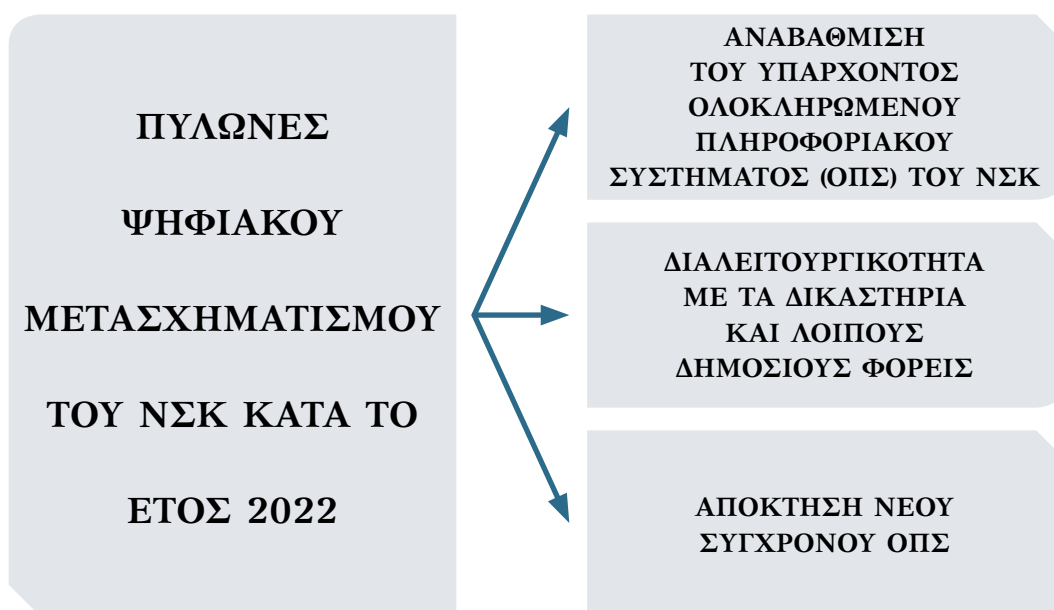 ΠΥΛΩΝΕΣ
ΨΗΦΙΑΚΟΥ
ΜΕΤΑΣΧΗΜΑΤΙΣΜΟΥ
ΤΟΥ ΝΣΚ ΚΑΤΑ ΤΟ
ΕΤΟΣ 2022
ΑΝΑΒΑΘΜΙΣΗ
ΤΟΥ ΥΠΑΡΧΟΝΤΟΣ
ΟΛΟΚΛΗΡΩΜΕΝΟΥ
ΠΛΗΡΟΦΟΡΙΑΚΟΥ
ΣΥΣΤΗΜΑΤΟΣ (ΟΠΣ) ΤΟΥ ΝΣΚ
ΔΙΑΛΕΙΤΟΥΡΓΙΚΟΤΗΤΑ
ΜΕ ΤΑ ΔΙΚΑΣΤΗΡΙΑ
ΚΑΙ ΛΟΙΠΟΥΣ
ΔΗΜΟΣΙΟΥΣ ΦΟΡΕΙΣ
ΑΠΟΚΤΗΣΗ ΝΕΟΥ
ΣΥΓΧΡΟΝΟΥ ΟΠΣ